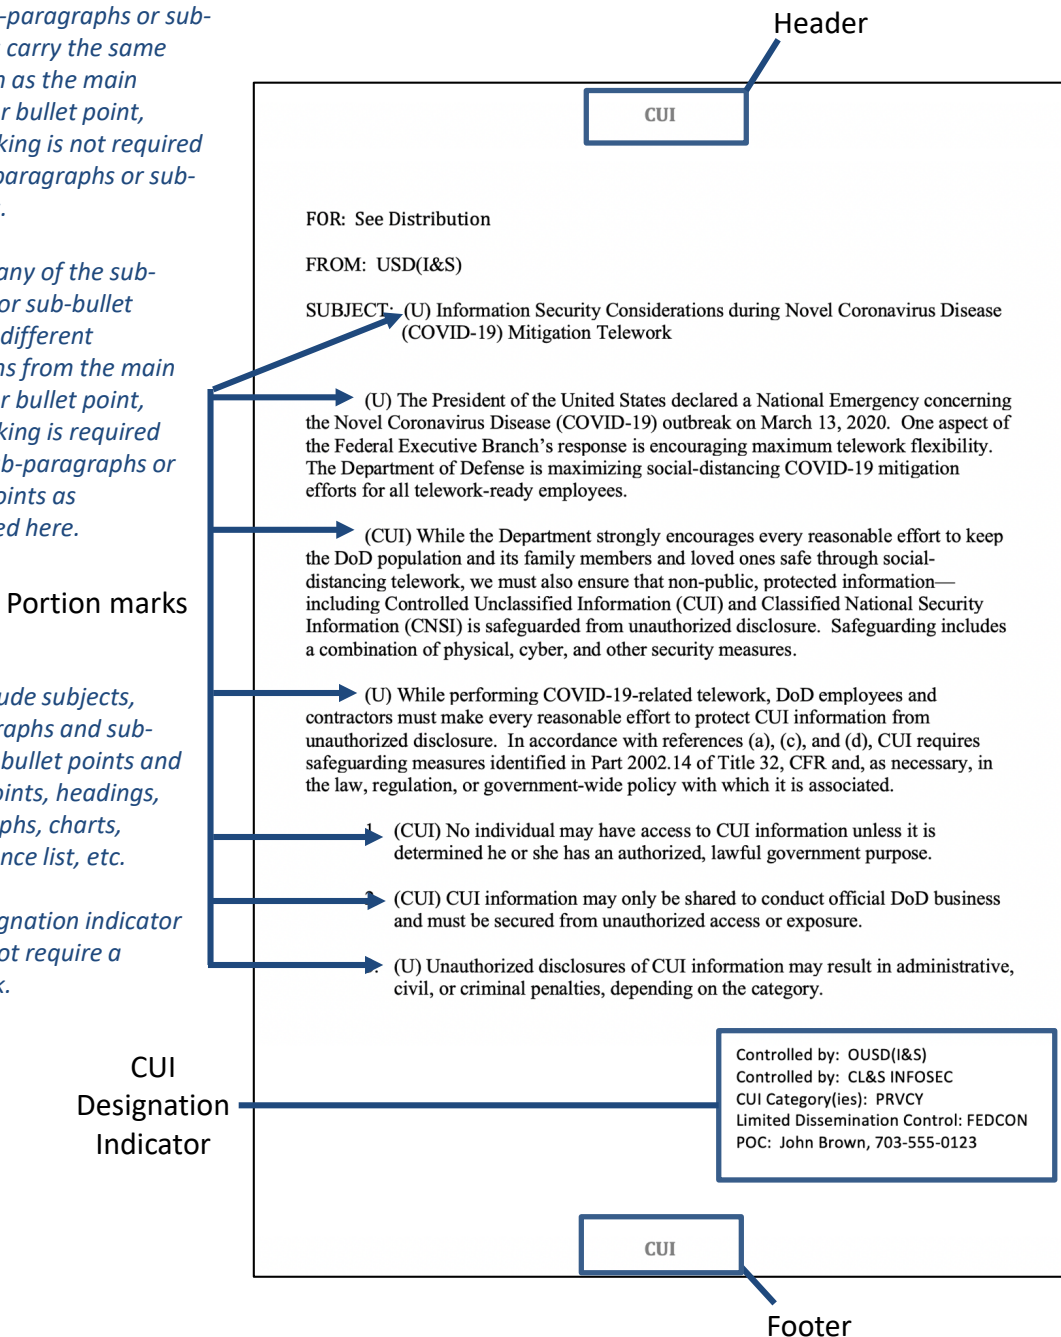 -paragraphs or sub-
carry the same
as the main
bullet point,
king is not required
paragraphs or sub-
any of the sub-
or sub-bullet
different
ns from the main
bullet point,
king is required
b-paragraphs or
oints as
ed here.
Portion marks
ude subjects,
raphs and sub-
bullet points and
oints, headings,
phs, charts,
nce list, etc.
gnation indicator
ot require a
CUI
Designation
Indicator
Header
CUI
FOR: See Distribution
FROM: USD(I&S)
SUBJECT: (U) Information Security Considerations during Novel Coronavirus Disease
(COVID-19) Mitigation Telework
(U) The President of the United States declared a National Emergency concerning
the Novel Coronavirus Disease (COVID-19) outbreak on March 13, 2020. One aspect of
the Federal Executive Branch's response is encouraging maximum telework flexibility.
The Department of Defense is maximizing social-distancing COVID-19 mitigation
efforts for all telework-ready employees.
(CUI) While the Department strongly encourages every reasonable effort to keep
the DoD population and its family members and loved ones safe through social-
distancing telework, we must also ensure that non-public, protected information—
including Controlled Unclassified Information (CUI) and Classified National Security
Information (CNSI) is safeguarded from unauthorized disclosure. Safeguarding includes
a combination of physical, cyber, and other security measures.
(U) While performing COVID-19-related telework, DoD employees and
contractors must make every reasonable effort to protect CUI information from
unauthorized disclosure. In accordance with references (a), (c), and (d), CUI requires
safeguarding measures identified in Part 2002.14 of Title 32, CFR and, as necessary, in
the law, regulation, or government-wide policy with which it is associated.
(CUI) No individual may have access to CUI information unless it is
determined he or she has an authorized, lawful government purpose.
(CUI) CUI information may only be shared to conduct official DoD business
and must be secured from unauthorized access or exposure.
(U) Unauthorized disclosures of CUI information may result in administrative,
civil, or criminal penalties, depending on the category.
Controlled by: OUSD(I&S)
Controlled by: CL&S INFOSEC
CUI Category(ies): PRVCY
Limited Dissemination Control: FEDCON
POC: John Brown, 703-555-0123
CUI
Footer